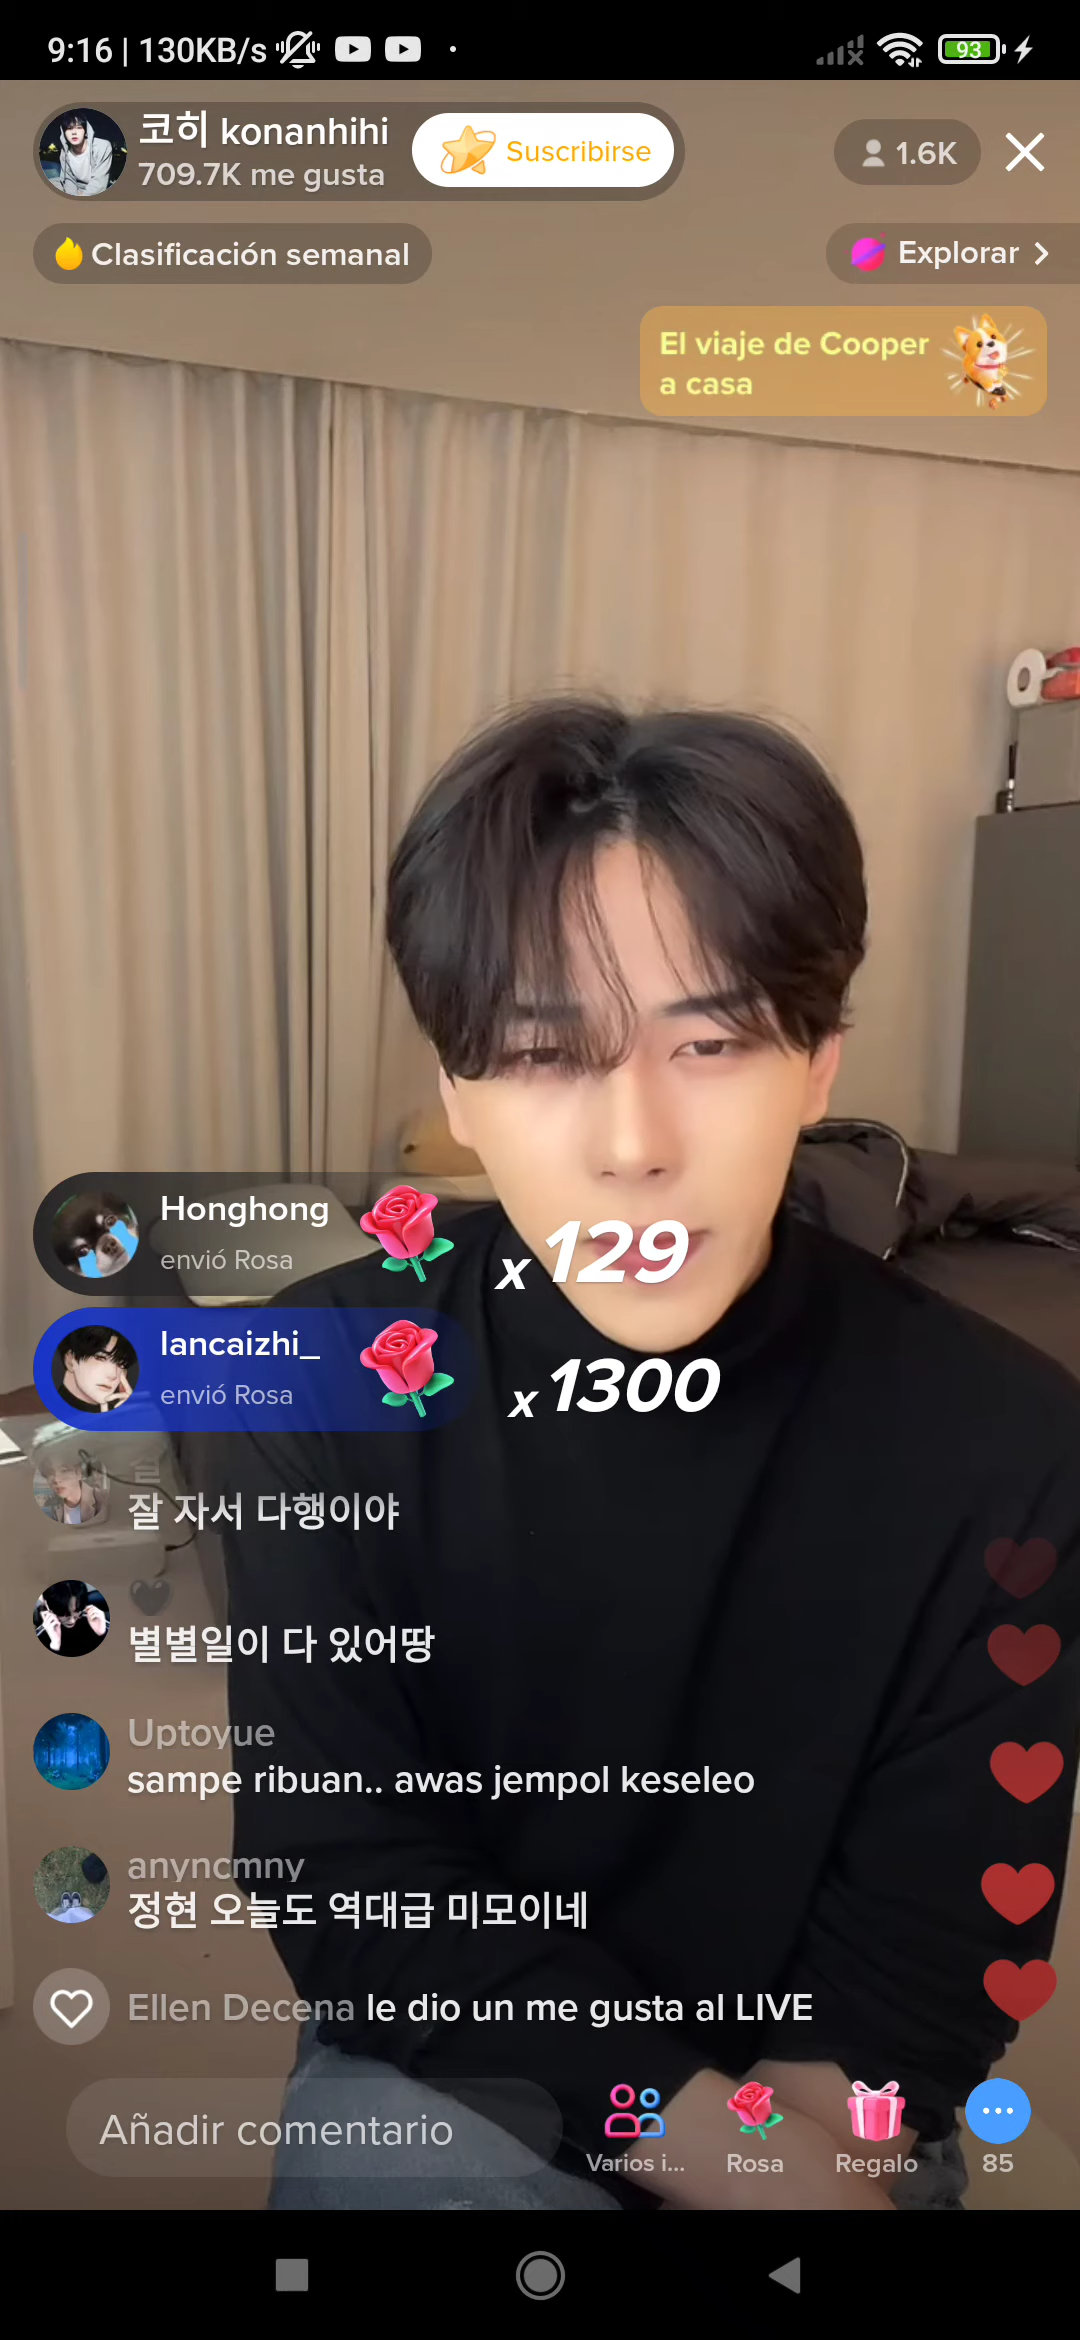 9:16 | 130KB/s
93
코히 konanhihi
709.7K me gusta
Suscribirse
1.6K
Clasificación semanal
Explorar
El viaje de Cooper
a casa
Honghong
envió Rosa
x 129
lancaizhi_
envió Rosa
x 1300
잘 자서 다행이야
별별일이 다 있어땅
Uptoyue
sampe ribuan.. awas jempol keseleo
anyncmny
정현 오늘도 역대급 미모이네
Ellen Decena le dio un me gusta al LIVE
Añadir comentario
Varios i...
Rosa
Regalo
85